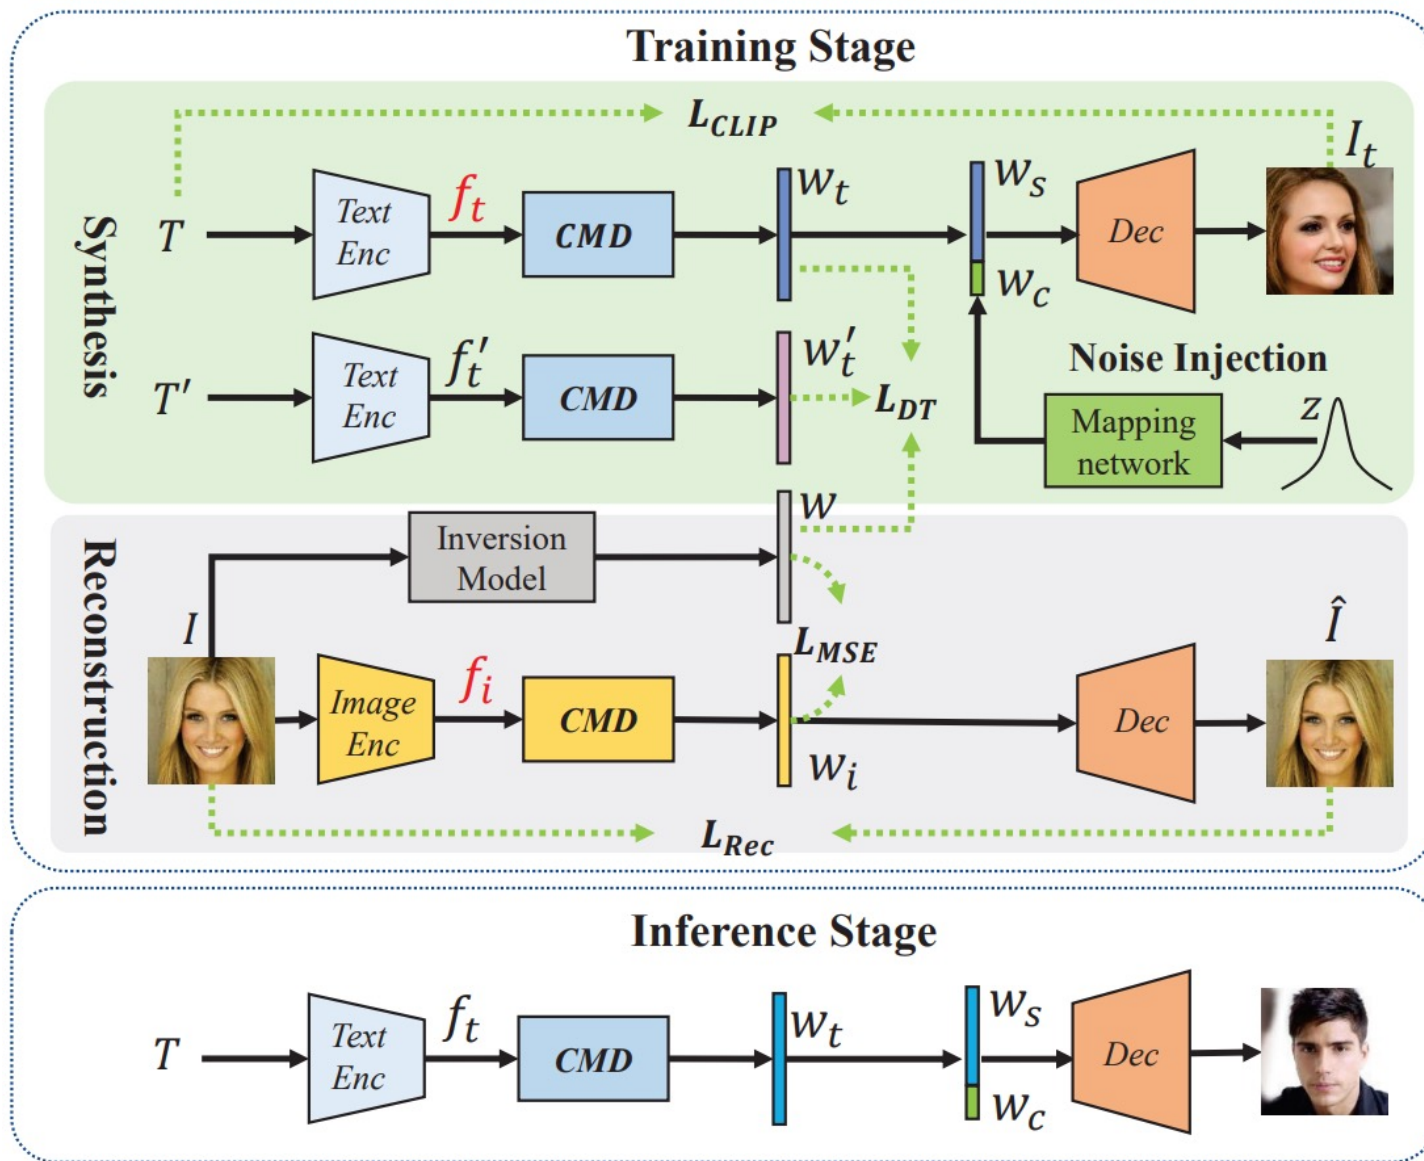 Training Stage
L_CLIP
Synthesis
T
Text
Enc
f_t
CMD
w_t
w_s
w_c
Dec
I_t
T′
Text
Enc
f_t′
CMD
w_t′
L_DT
Noise Injection
Mapping
network
z
Reconstruction
I
Inversion
Model
w
L_MSE
Image
Enc
f_i
CMD
w_i
Dec
Î
L_Rec
Inference Stage
T
Text
Enc
f_t
CMD
w_t
w_s
w_c
Dec